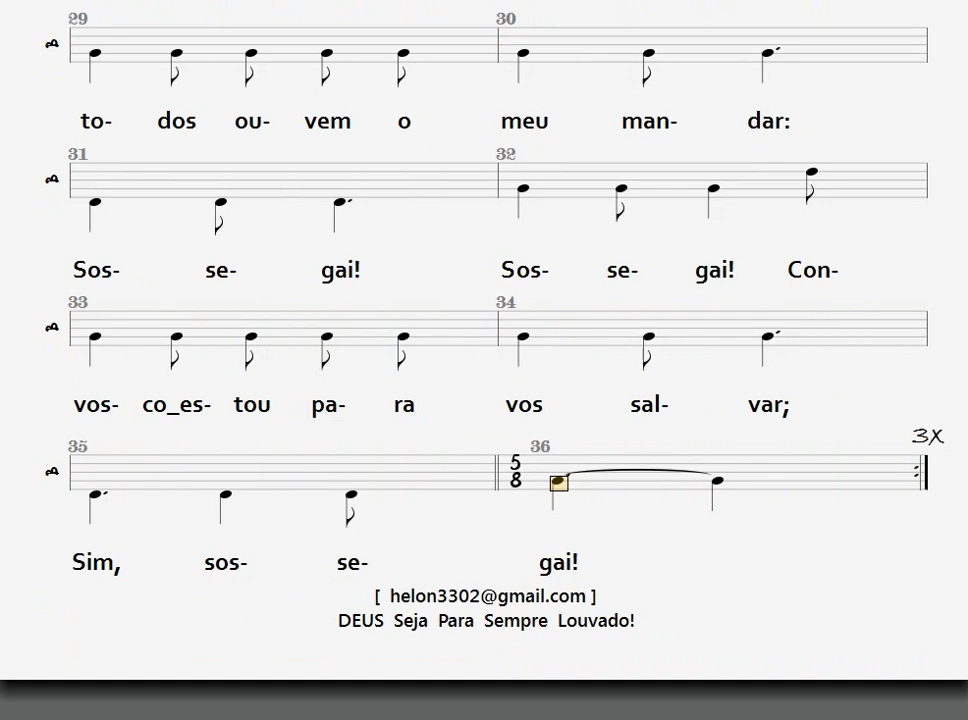 29 30
to- dos ou- vem o meu man- dar:
31 32
Sos- se- gai! Sos- se- gai! Con-
33 34
vos- co_es- tou pa- ra vos sal- var;
3X
35 36
5
8
Sim, sos- se- gai!
[ helon3302@gmail.com ]
DEUS Seja Para Sempre Louvado!